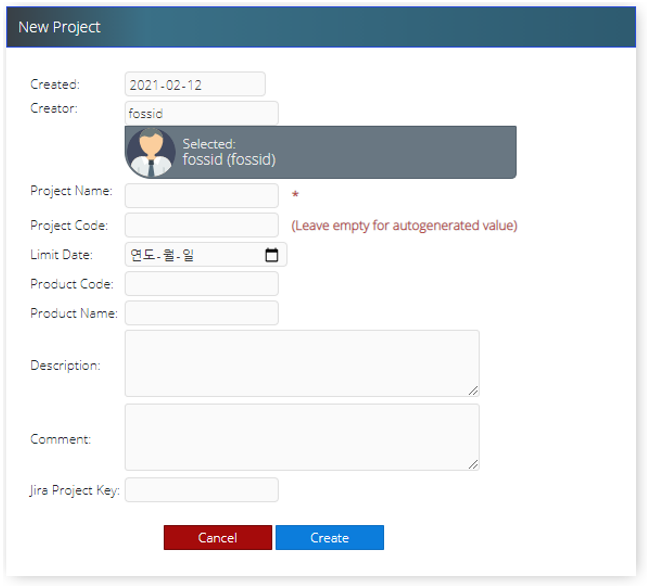 New Project
Created: 2021-02-12
Creator: fossid
Selected:
fossid (fossid)
Project Name: *
Project Code: (Leave empty for autogenerated value)
Limit Date: 연도-월-일
Product Code:
Product Name:
Description:
Comment:
Jira Project Key:
Cancel Create